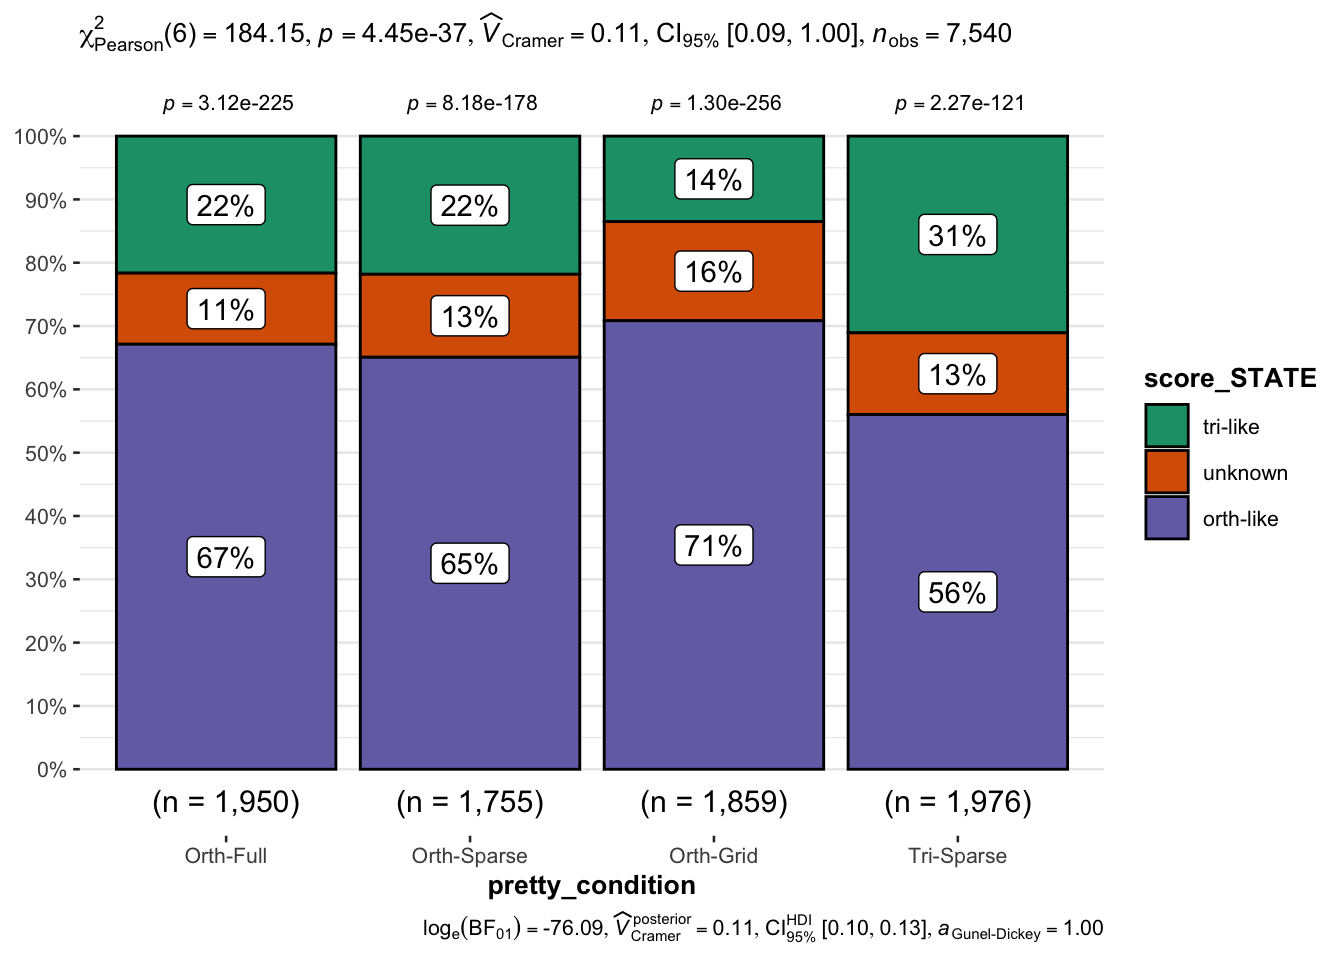 χ²Pearson(6) = 184.15, p = 4.45e-37, V̂Cramer = 0.11, CI95% [0.09, 1.00], nobs = 7,540
p = 3.12e-225 p = 8.18e-178 p = 1.30e-256 p = 2.27e-121
100%
90%
80%
70%
60%
50%
40%
30%
20%
10%
0%
22% 22% 14% 31%
11% 13% 16% 13%
67% 65% 71% 56%
(n = 1,950) (n = 1,755) (n = 1,859) (n = 1,976)
Orth-Full Orth-Sparse Orth-Grid Tri-Sparse
pretty_condition
score_STATE
tri-like
unknown
orth-like
loge(BF01) = -76.09, V̂posteriorCramer = 0.11, CIHDI95% [0.10, 0.13], aGunel-Dickey = 1.00